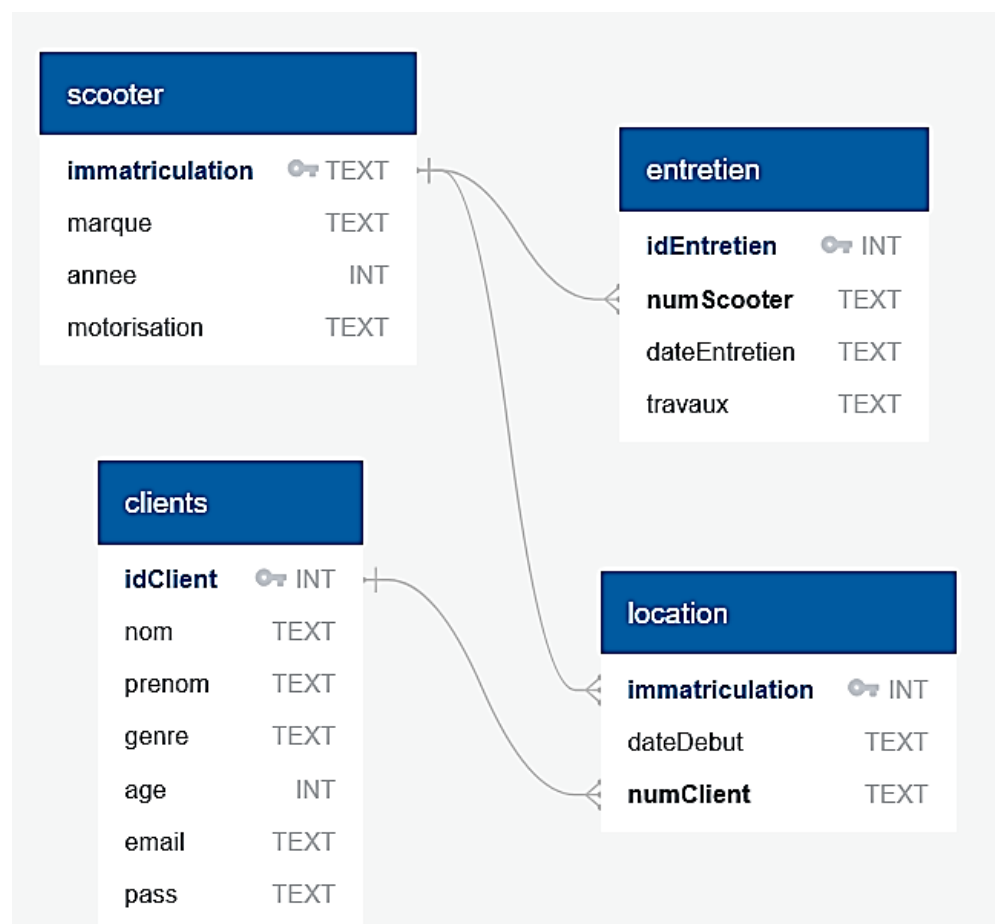 scooter
immatriculation TEXT
marque TEXT
annee INT
motorisation TEXT
entretien
idEntretien INT
numScooter TEXT
dateEntretien TEXT
travaux TEXT
clients
idClient INT
nom TEXT
prenom TEXT
genre TEXT
age INT
email TEXT
pass TEXT
location
immatriculation INT
dateDebut TEXT
numClient TEXT